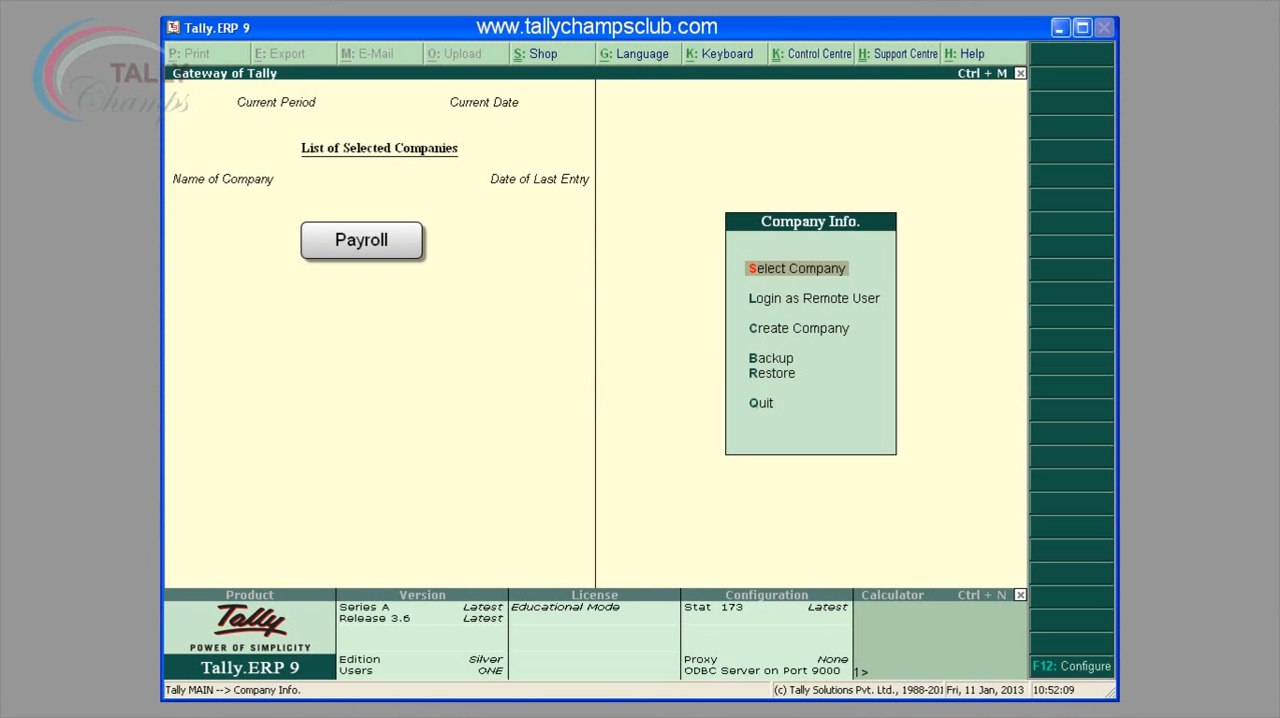 Tally.ERP 9
www.tallychampsclub.com
P: Print
E: Export
M: E-Mail
O: Upload
S: Shop
G: Language
K: Keyboard
K: Control Centre
H: Support Centre
H: Help
TALLY
Champs
Gateway of Tally
Ctrl + M
Current Period
Current Date
List of Selected Companies
Name of Company
Date of Last Entry
Payroll
Company Info.
Select Company
Login as Remote User
Create Company
Backup
Restore
Quit
Product
Tally
POWER OF SIMPLICITY
Tally.ERP 9
Version
Series A Latest
Release 3.6 Latest
Edition Silver
Users ONE
License
Educational Mode
Configuration
Stat 173 Latest
Proxy None
ODBC Server on Port 9000
Calculator
Ctrl + N
1>
F12: Configure
Tally MAIN --> Company Info.
(c) Tally Solutions Pvt. Ltd., 1988-201
Fri, 11 Jan, 2013
10:52:09